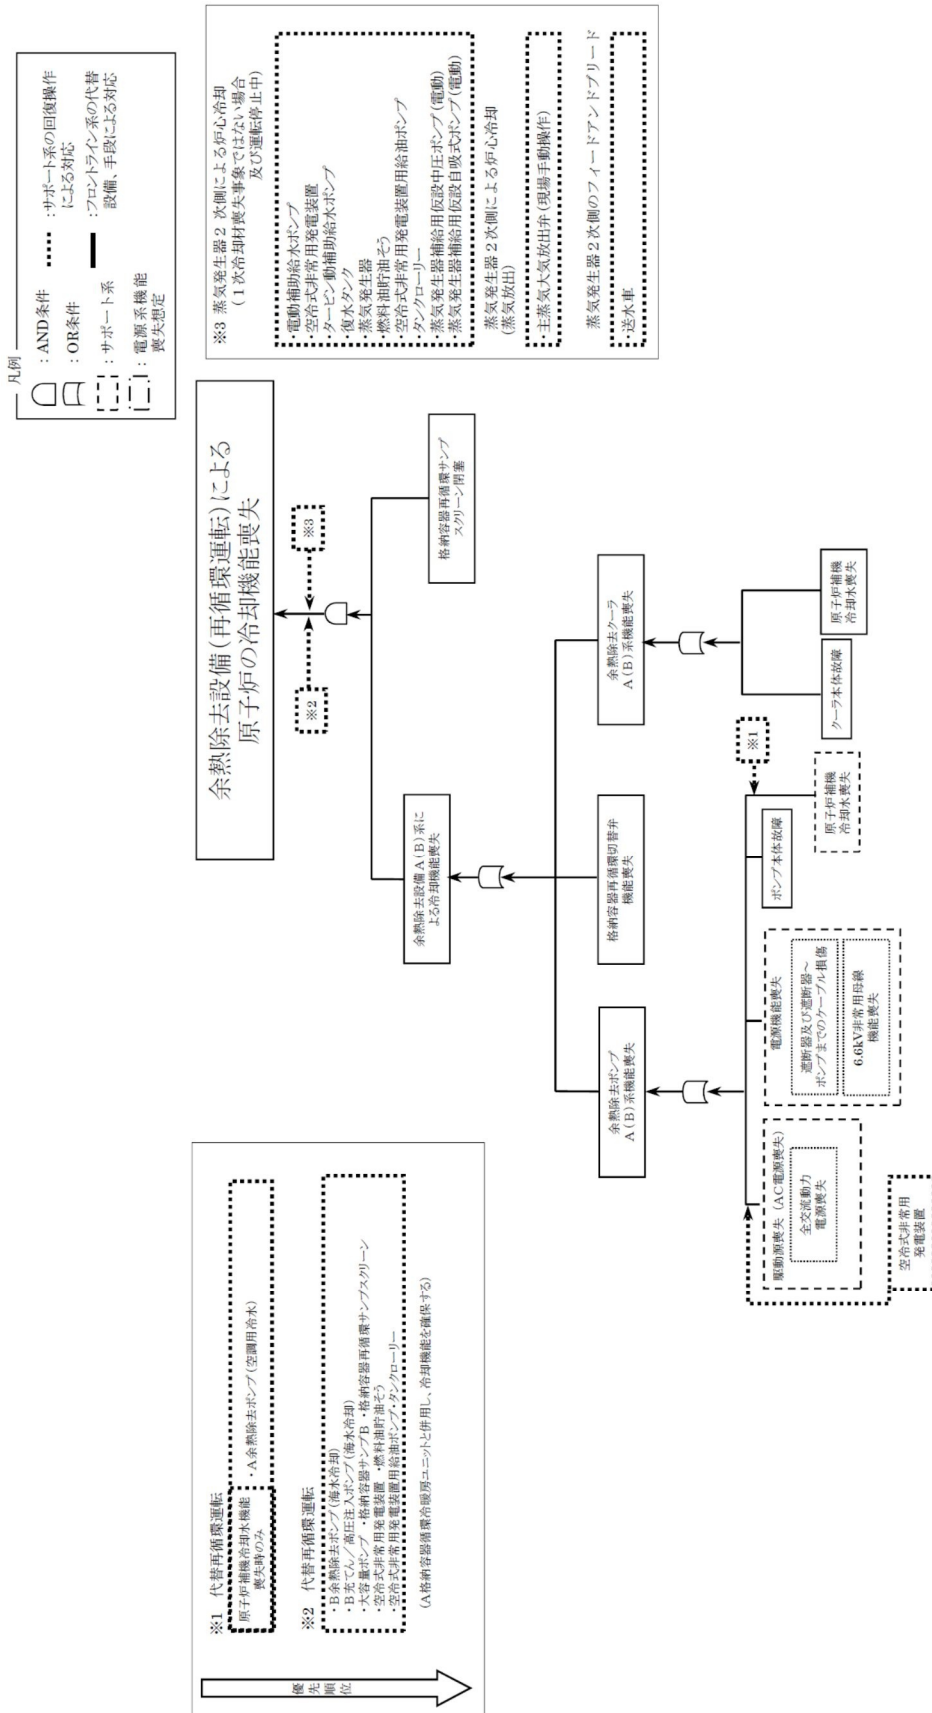 凡例
：AND条件
：OR条件
：サポート系
：電源系機能
喪失想定
：サポート系の回復操作
による対応
：フロントライン系の代替
設備、手段による対応
余熱除去設備(再循環運転)による
原子炉の冷却機能喪失
※2
※3
余熱除去設備A(B)系に
よる冷却機能喪失
格納容器再循環サンプ
スクリーン閉塞
余熱除去ポンプ
A(B)系機能喪失
格納容器再循環切替弁
機能喪失
余熱除去クーラ
A(B)系機能喪失
駆動源喪失(AC電源喪失)
全交流動力
電源喪失
電源機能喪失
遮断器及び遮断器～
ポンプまでのケーブル損傷
6.6kV非常用母線
機能喪失
ポンプ本体故障
※1
原子炉補機
冷却水喪失
クーラ本体故障
原子炉補機
冷却水喪失
空冷式非常用
発電装置
優先順位
※1 代替再循環運転
原子炉補機冷却水機能
喪失時のみ
・A余熱除去ポンプ(空調用冷水)
※2 代替再循環運転
・B余熱除去ポンプ(海水冷却)
・B充てん／高圧注入ポンプ(海水冷却)
・大容量ポンプ ・格納容器サンプB ・格納容器再循環サンプスクリーン
・空冷式非常用発電装置 ・燃料油貯油そう
・空冷式非常用発電装置用給油ポンプ・タンクローリー
(A格納容器循環冷暖房ユニットと併用し、冷却機能を確保する)
※3 蒸気発生器2次側による炉心冷却
(1次冷却材喪失事象ではない場合
及び運転停止中)
・電動補助給水ポンプ
・空冷式非常用発電装置
・タービン動補助給水ポンプ
・復水タンク
・蒸気発生器
・燃料油貯油そう
・空冷式非常用発電装置用給油ポンプ
・タンクローリー
・蒸気発生器補給用仮設中圧ポンプ(電動)
・蒸気発生器補給用仮設自吸式ポンプ(電動)
蒸気発生器2次側による炉心冷却
(蒸気放出)
・主蒸気大気放出弁(現場手動操作)
蒸気発生器2次側のフィードアンドブリード
・送水車